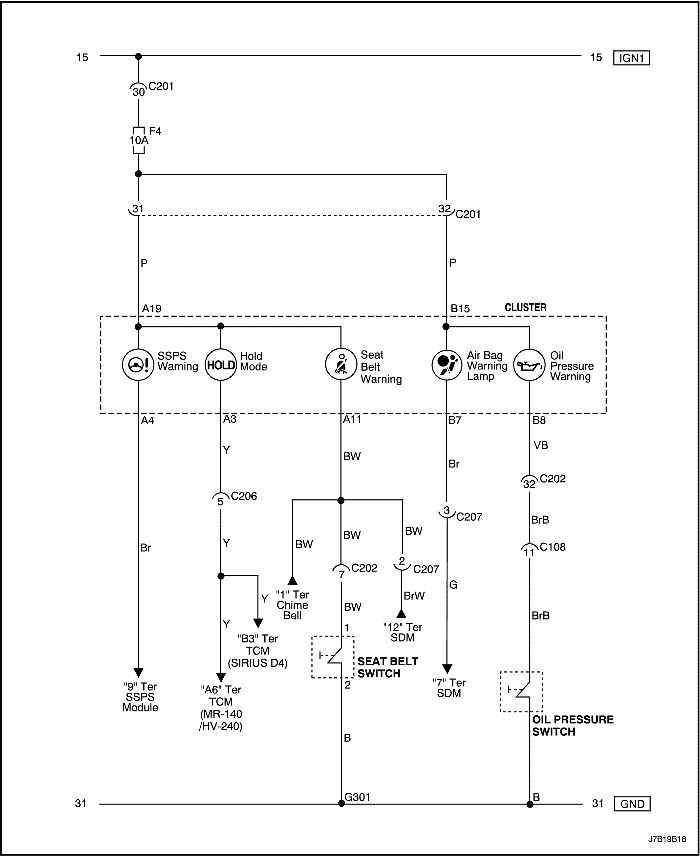 15
15 IGN1
C201
30
F4
10A
31
32
C201
P
P
A19
B15
CLUSTER
SSPS
Warning
HOLD
Hold
Mode
Seat
Belt
Warning
Air Bag
Warning
Lamp
Oil
Pressure
Warning
A4
A3
A11
B7
B8
Y
BW
Br
VB
5
C206
32
C202
3
C207
BrB
11
C108
Br
Y
BW
BW
BW
7
C202
2
C207
G
Y
Y
BW
BrW
BrB
"1" Ter
Chime
Bell
"B3" Ter
TCM
(SIRIUS D4)
"12" Ter
SDM
1
SEAT BELT
SWITCH
2
"9" Ter
SSPS
Module
"A6" Ter
TCM
(MR-140
/HV-240)
"7" Ter
SDM
OIL PRESSURE
SWITCH
B
31
G301
B
31 GND
J7B19B16